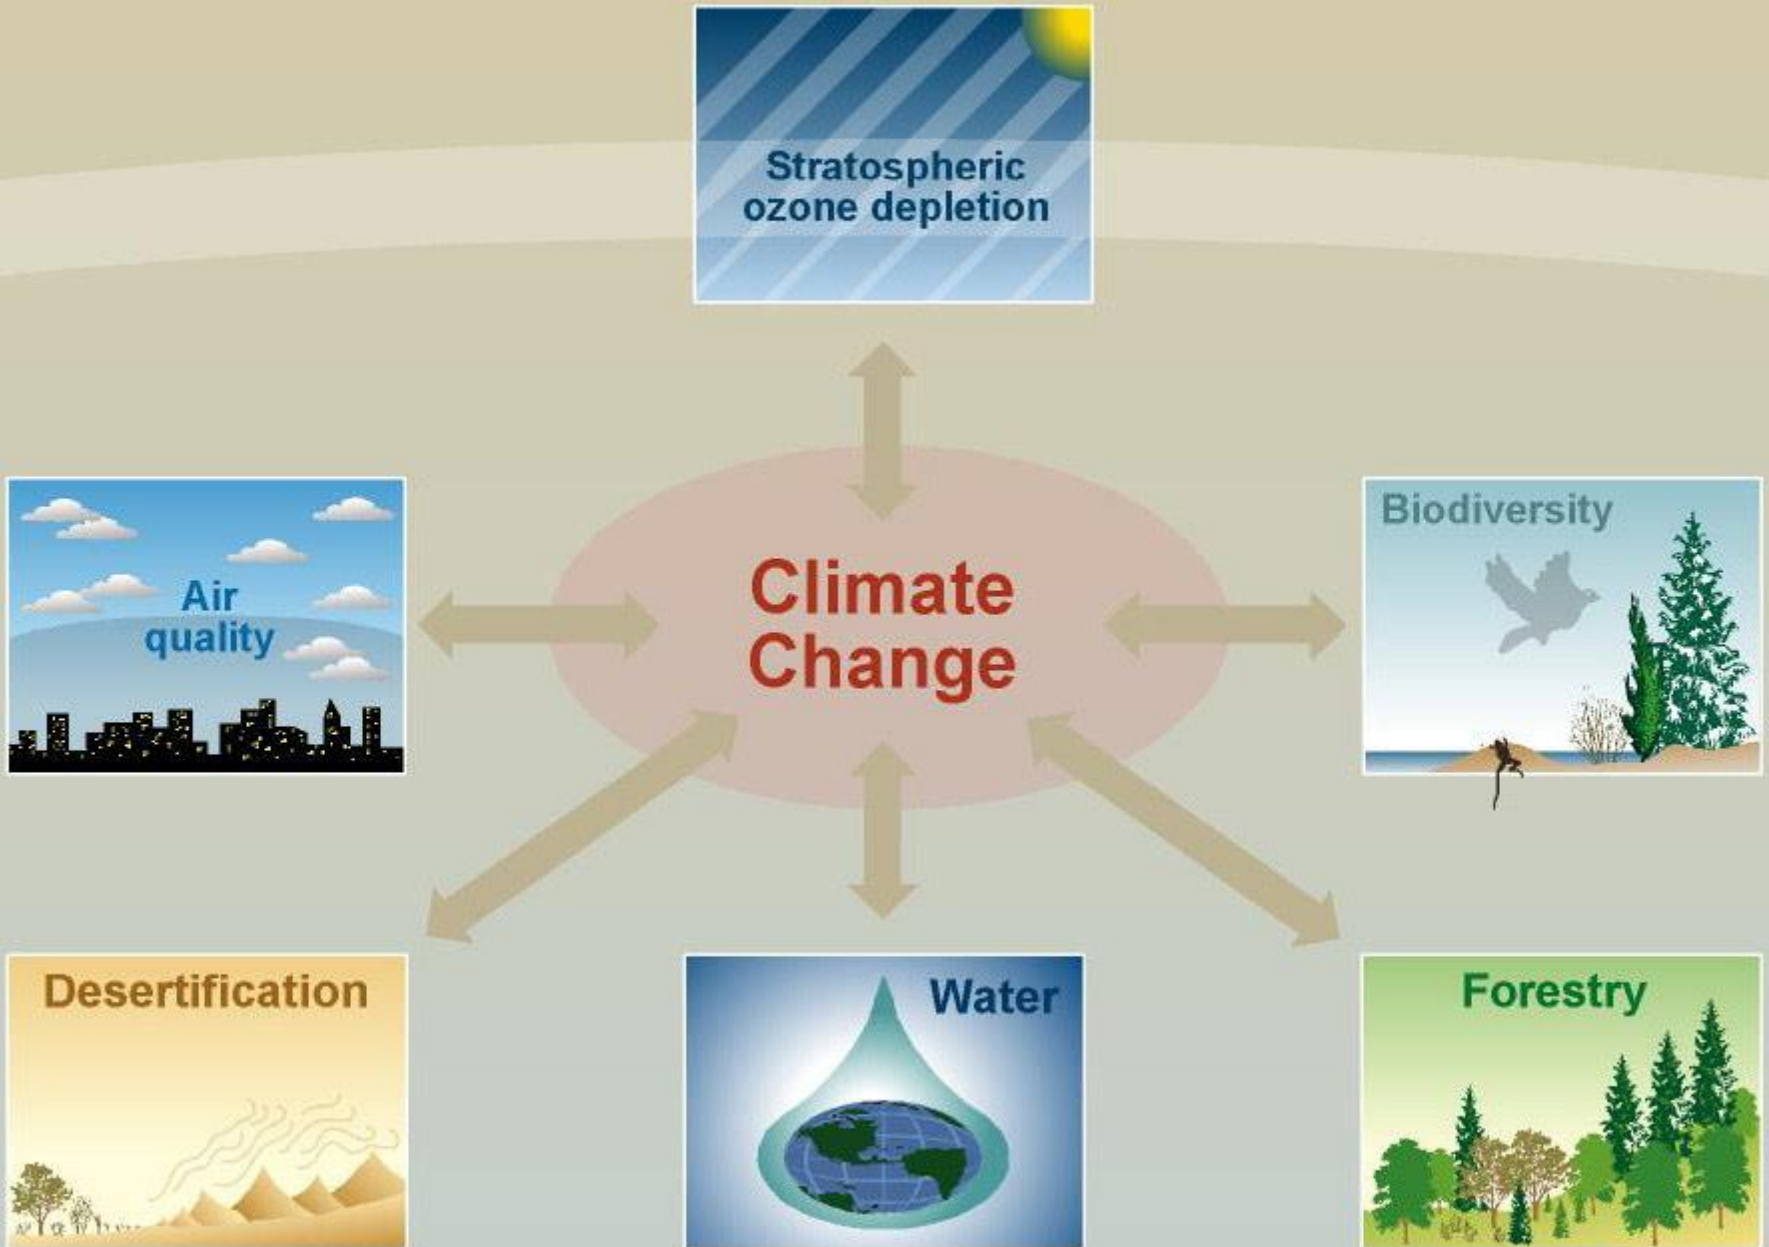 Stratospheric
ozone depletion
Air
quality
Climate
Change
Biodiversity
Desertification
Water
Forestry